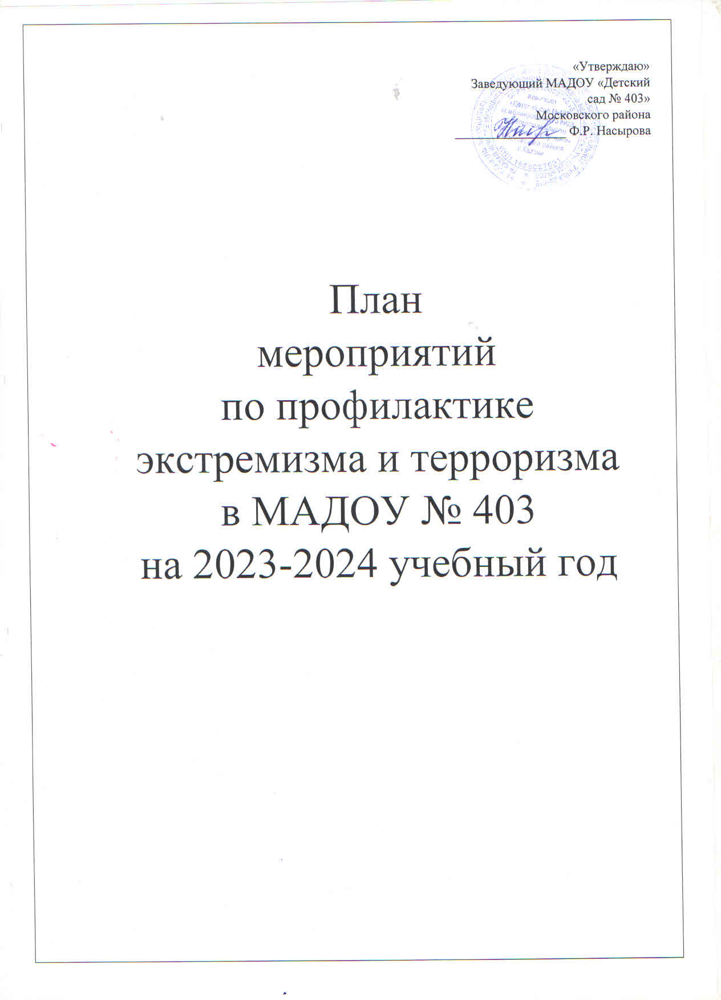 «Утверждаю»
Заведующий МАДОУ «Детский
сад № 403»
Московского района
Ф.Р. Насырова
План
мероприятий
по профилактике
экстремизма и терроризма
в МАДОУ № 403
на 2023-2024 учебный год